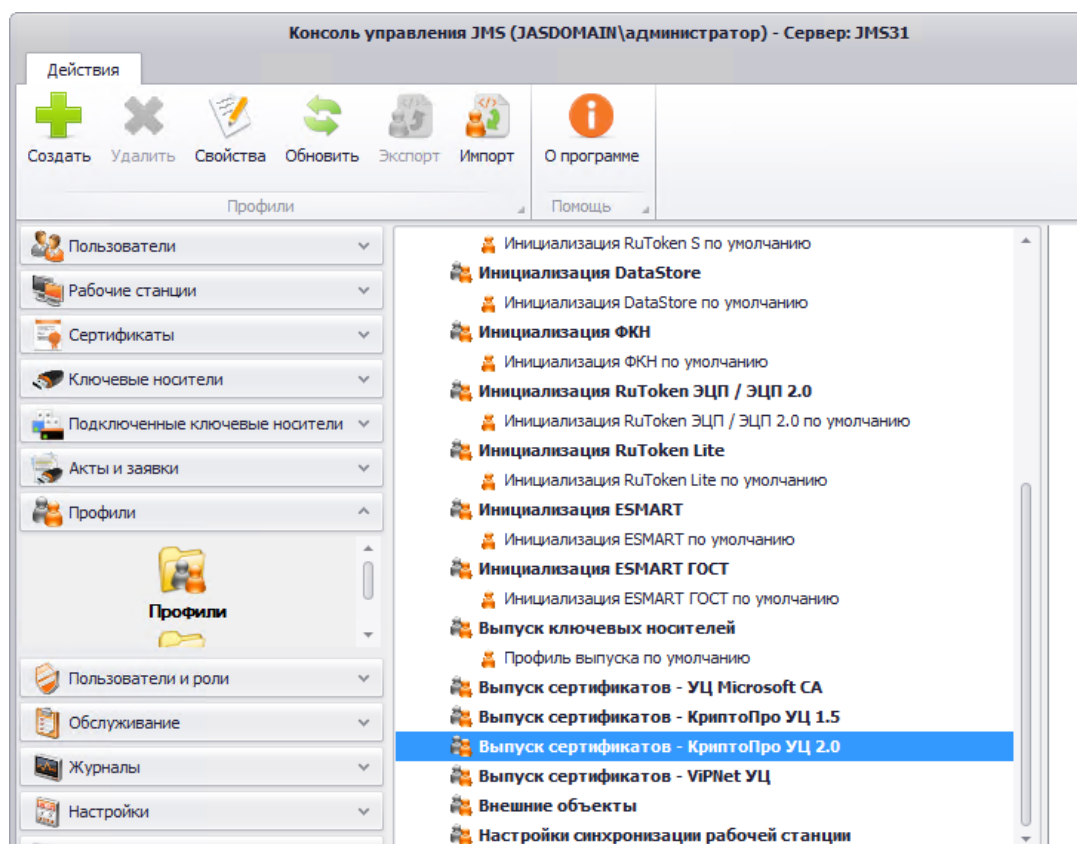 Консоль управления JMS (JASDOMAIN\администратор) - Сервер: JMS31
Действия
Создать Удалить Свойства Обновить Экспорт Импорт О программе
Профили Помощь
Пользователи
Рабочие станции
Сертификаты
Ключевые носители
Подключенные ключевые носители
Акты и заявки
Профили
Профили
Пользователи и роли
Обслуживание
Журналы
Настройки
Инициализация RuToken S по умолчанию
Инициализация DataStore
Инициализация DataStore по умолчанию
Инициализация ФКН
Инициализация ФКН по умолчанию
Инициализация RuToken ЭЦП / ЭЦП 2.0
Инициализация RuToken ЭЦП / ЭЦП 2.0 по умолчанию
Инициализация RuToken Lite
Инициализация RuToken Lite по умолчанию
Инициализация ESMART
Инициализация ESMART по умолчанию
Инициализация ESMART ГОСТ
Инициализация ESMART ГОСТ по умолчанию
Выпуск ключевых носителей
Профиль выпуска по умолчанию
Выпуск сертификатов - УЦ Microsoft CA
Выпуск сертификатов - КриптоПро УЦ 1.5
Выпуск сертификатов - КриптоПро УЦ 2.0
Выпуск сертификатов - ViPNet УЦ
Внешние объекты
Настройки синхронизации рабочей станции